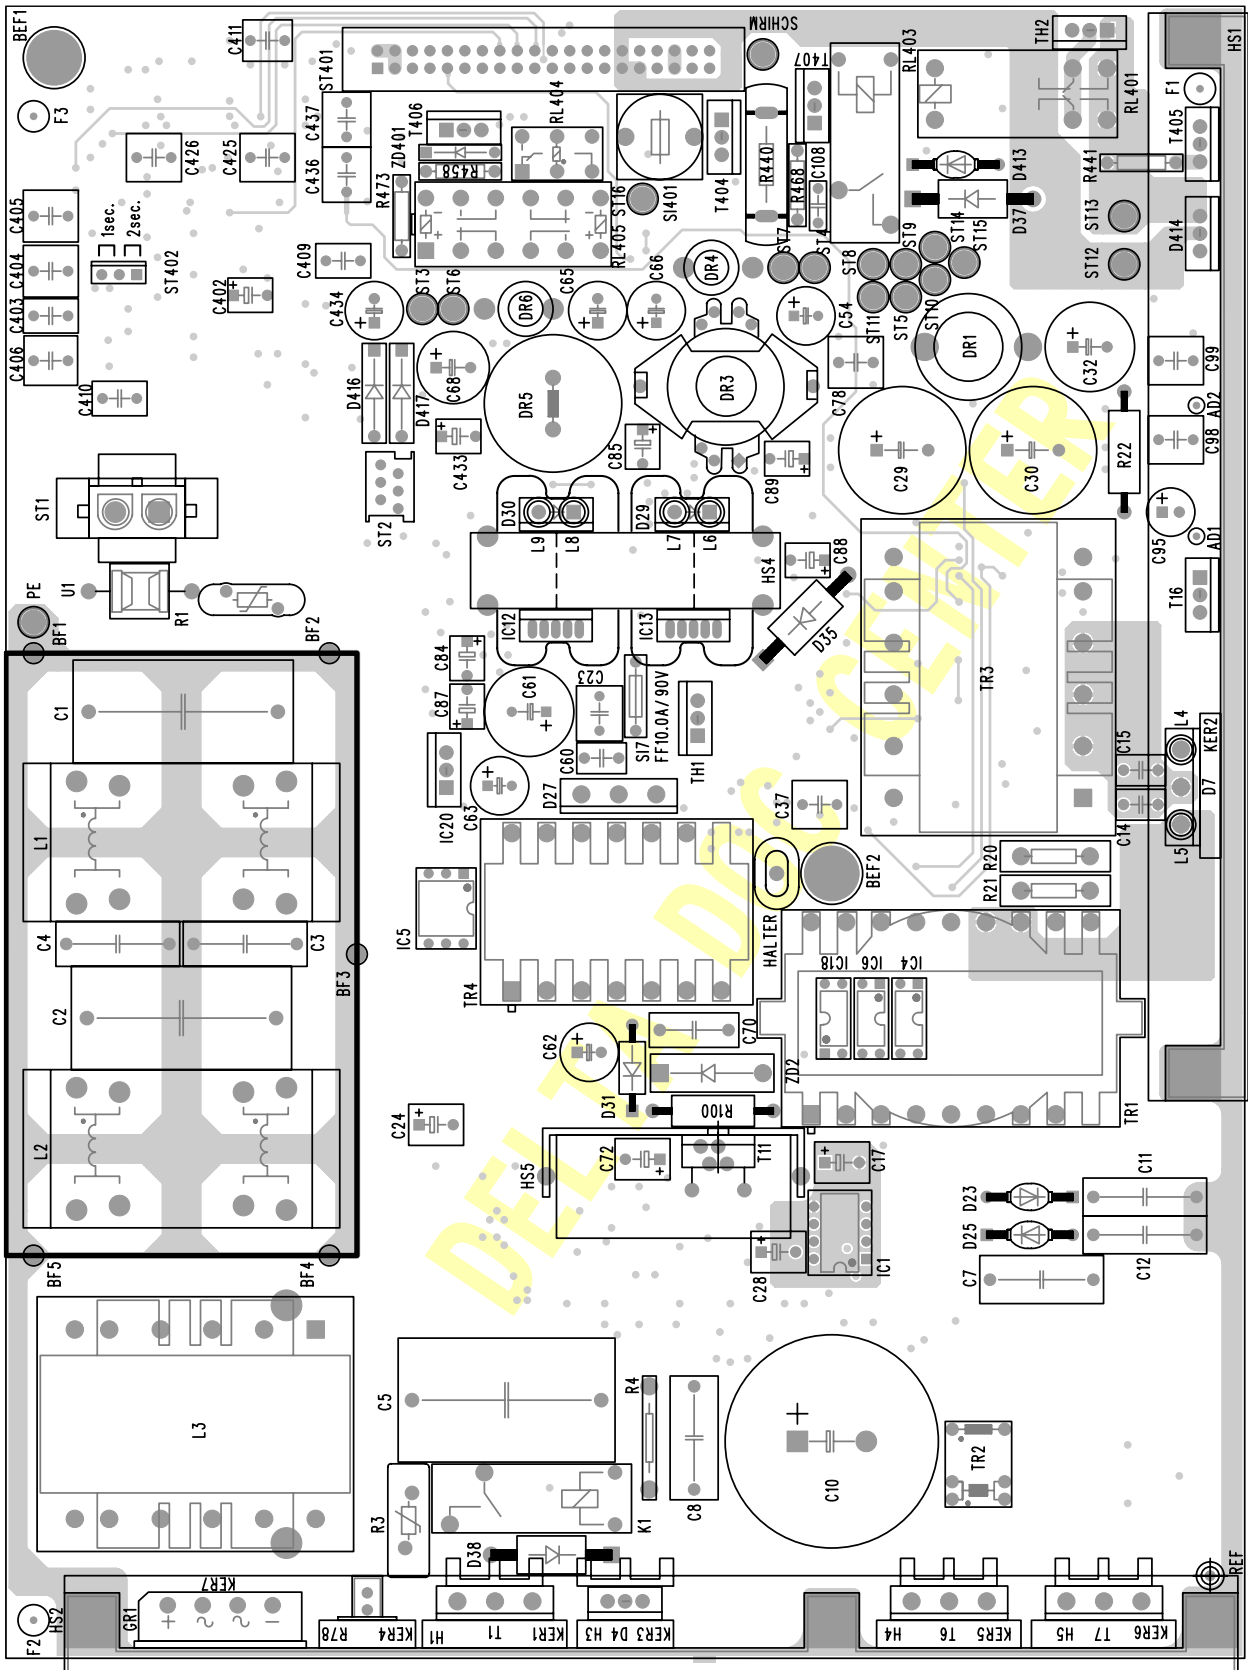 BEF1
F3
C411
ST401
C437
C436
C426
C425
ZD401
T406
R458
R473
RL404
SCHIRM
T407
RL403
TH2
HS1
F1
RL401
T405
R441
D413
D37
ST13
ST12
D414
C405
C404
C403
C406
1sec.
2sec.
ST402
C402
C409
C410
C434
ST3
ST6
DR6
C65
C66
RL405
ST16
SI401
T404
R440
R468
C108
ST7
ST4
DR4
ST8
ST9
ST14
ST15
ST11
ST5
ST10
C54
DR1
C32
C99
AD2
C98
D416
D417
C68
C433
DR5
C85
DR3
C89
C78
C29
C30
R22
C95
AD1
T16
ST1
ST2
D30
D29
L9
L8
L7
L6
HS4
C88
IC12
IC13
D35
U1
R1
PE
BF1
BF2
C84
C87
C61
C23
SI7
FF10.0A/90V
TH1
C60
C63
IC20
D27
C37
TR3
C15
C14
L4
KER2
D7
L5
C1
L1
C4
C3
BF3
C2
L2
BF5
BF4
IC5
TR4
HALTER
BEF2
R20
R21
IC18
IC6
IC4
TR1
C62
D31
C70
ZD2
R100
C24
HS5
C72
T11
C17
C28
IC1
D23
D25
C11
C12
C7
L3
C5
R4
C8
C10
TR2
R3
K1
D38
REF
F2
HS2
GR1
KER7
R78
KER4
H1
T1
KER1
H3
D4
KER3
H4
T6
KER5
H5
T7
KER6
DELTA DOC CENTER